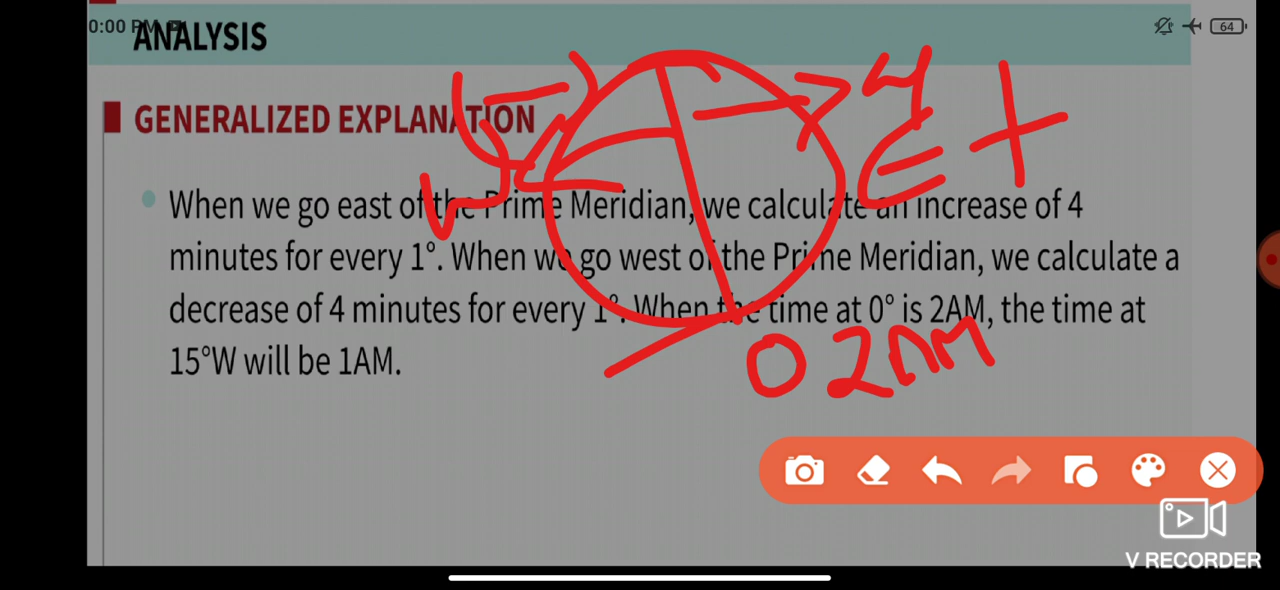 0:00 PM
64
ANALYSIS
GENERALIZED EXPLANATION
When we go east of the Prime Meridian, we calculate an increase of 4
minutes for every 1°. When we go west of the Prime Meridian, we calculate a
decrease of 4 minutes for every 1°. When the time at 0° is 2AM, the time at
15°W will be 1AM.
4
E +
W
0 2AM
V RECORDER